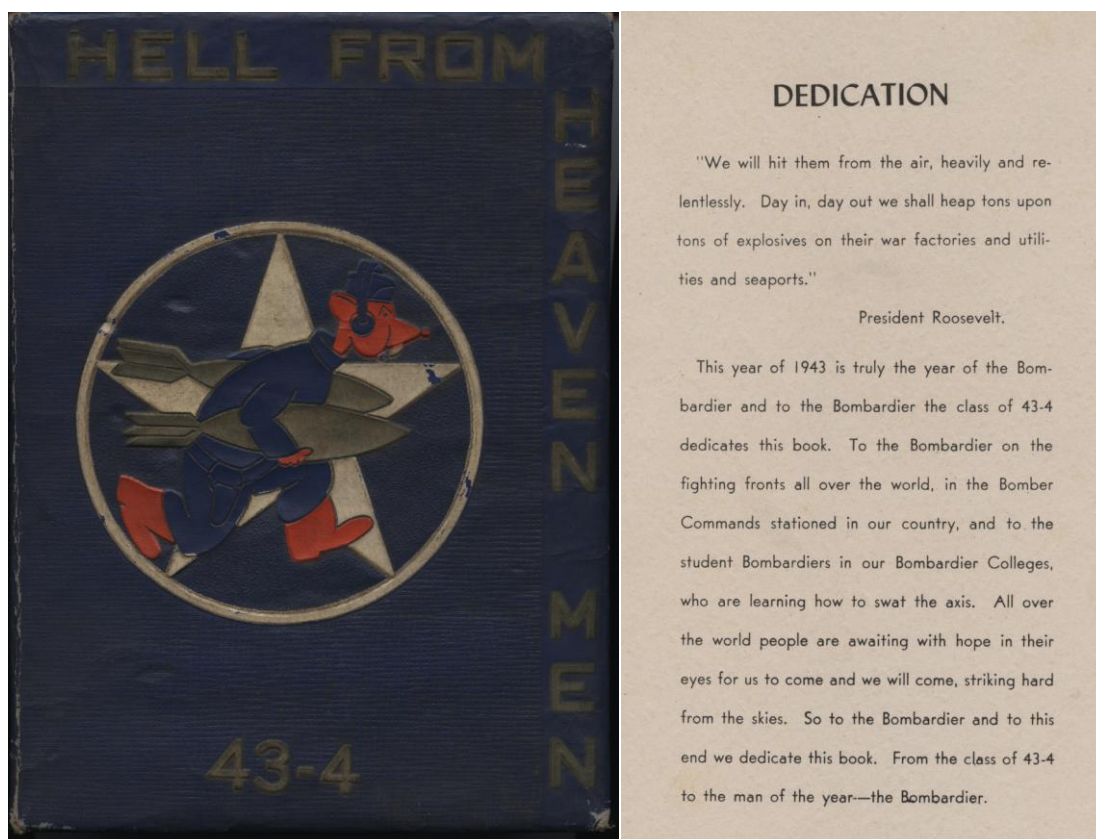 HELL FROM
HEAVEN MEN
43-4
DEDICATION
"We will hit them from the air, heavily and re-
lentlessly. Day in, day out we shall heap tons upon
tons of explosives on their war factories and utili-
ties and seaports."
President Roosevelt.
This year of 1943 is truly the year of the Bom-
bardier and to the Bombardier the class of 43-4
dedicates this book. To the Bombardier on the
fighting fronts all over the world, in the Bomber
Commands stationed in our country, and to the
student Bombardiers in our Bombardier Colleges,
who are learning how to swat the axis. All over
the world people are awaiting with hope in their
eyes for us to come and we will come, striking hard
from the skies. So to the Bombardier and to this
end we dedicate this book. From the class of 43-4
to the man of the year—the Bombardier.